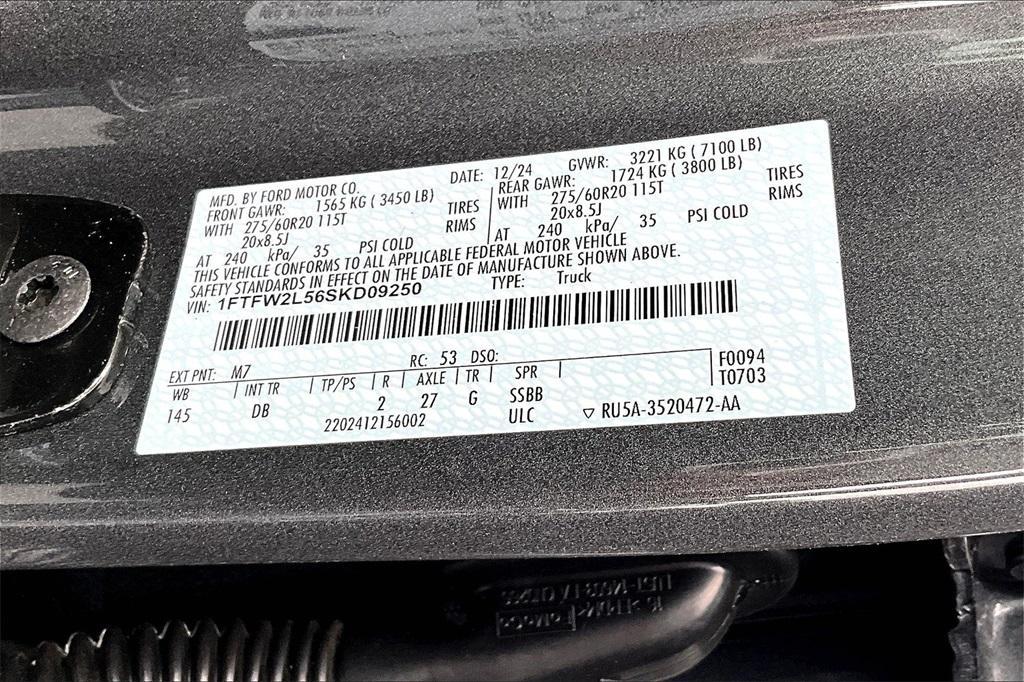 MFD. BY FORD MOTOR CO. DATE: 12/24 GVWR: 3221 KG ( 7100 LB)
FRONT GAWR: 1565 KG ( 3450 LB) REAR GAWR: 1724 KG ( 3800 LB)
WITH 275/60R20 115T TIRES WITH 275/60R20 115T TIRES
20x8.5J RIMS 20x8.5J RIMS
AT 240 kPa/ 35 PSI COLD AT 240 kPa/ 35 PSI COLD
THIS VEHICLE CONFORMS TO ALL APPLICABLE FEDERAL MOTOR VEHICLE
SAFETY STANDARDS IN EFFECT ON THE DATE OF MANUFACTURE SHOWN ABOVE.
VIN: 1FTFW2L56SKD09250 TYPE: Truck
EXT PNT: M7 RC: 53 DSO: F0094
WB INT TR TP/PS R AXLE TR SPR T0703
145 DB 2 27 G SSBB
2202412156002 ULC ▽ RU5A-3520472-AA
FoMoCo